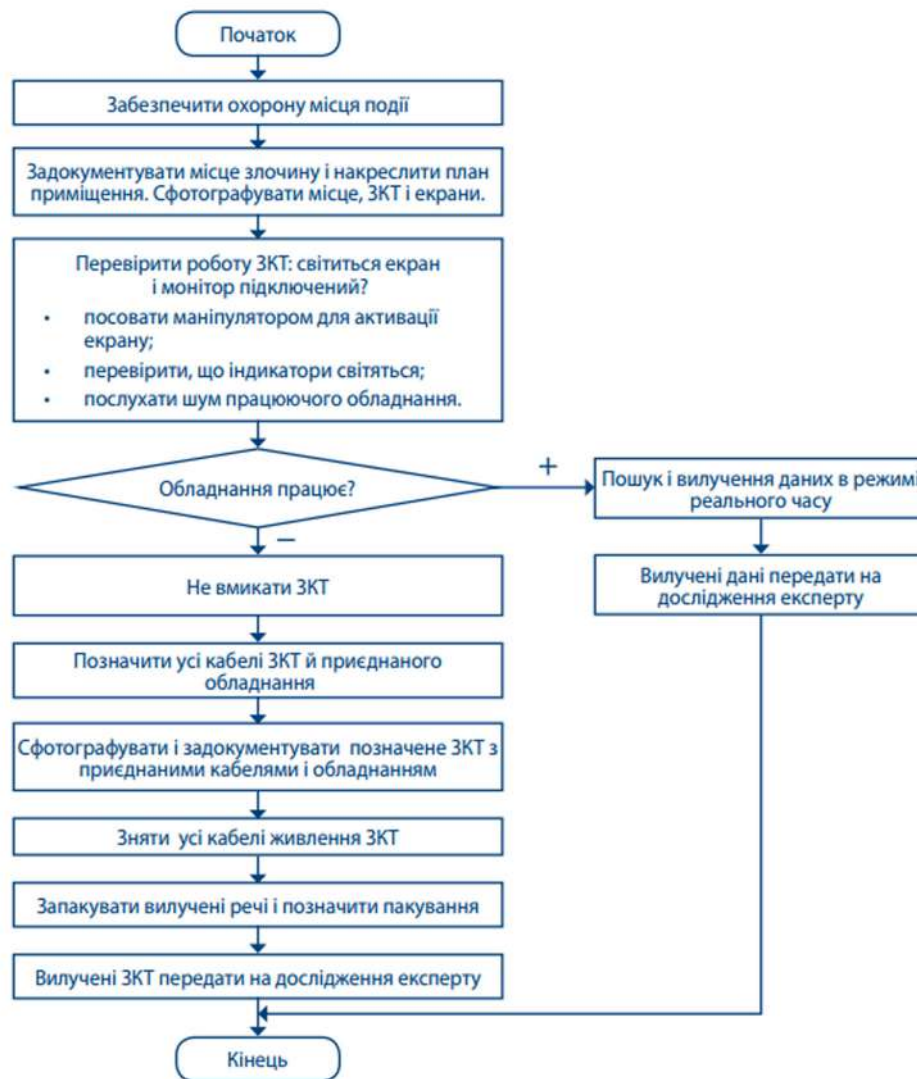 Початок
Забезпечити охорону місця події
Задокументувати місце злочину і накреслити план
приміщення. Сфотографувати місце, ЗКТ і екрани.
Перевірити роботу ЗКТ: світиться екран
і монітор підключений?
• посовати маніпулятором для активації
екрану;
• перевірити, що індикатори світяться;
• послухати шум працюючого обладнання.
Обладнання працює?
+
Пошук і вилучення даних в режимі
реального часу
Вилучені дані передати на
дослідження експерту
–
Не вмикати ЗКТ
Позначити усі кабелі ЗКТ й приєднаного
обладнання
Сфотографувати і задокументувати позначене ЗКТ з
приєднаними кабелями і обладнанням
Зняти усі кабелі живлення ЗКТ
Запакувати вилучені речі і позначити пакування
Вилучені ЗКТ передати на дослідження експерту
Кінець